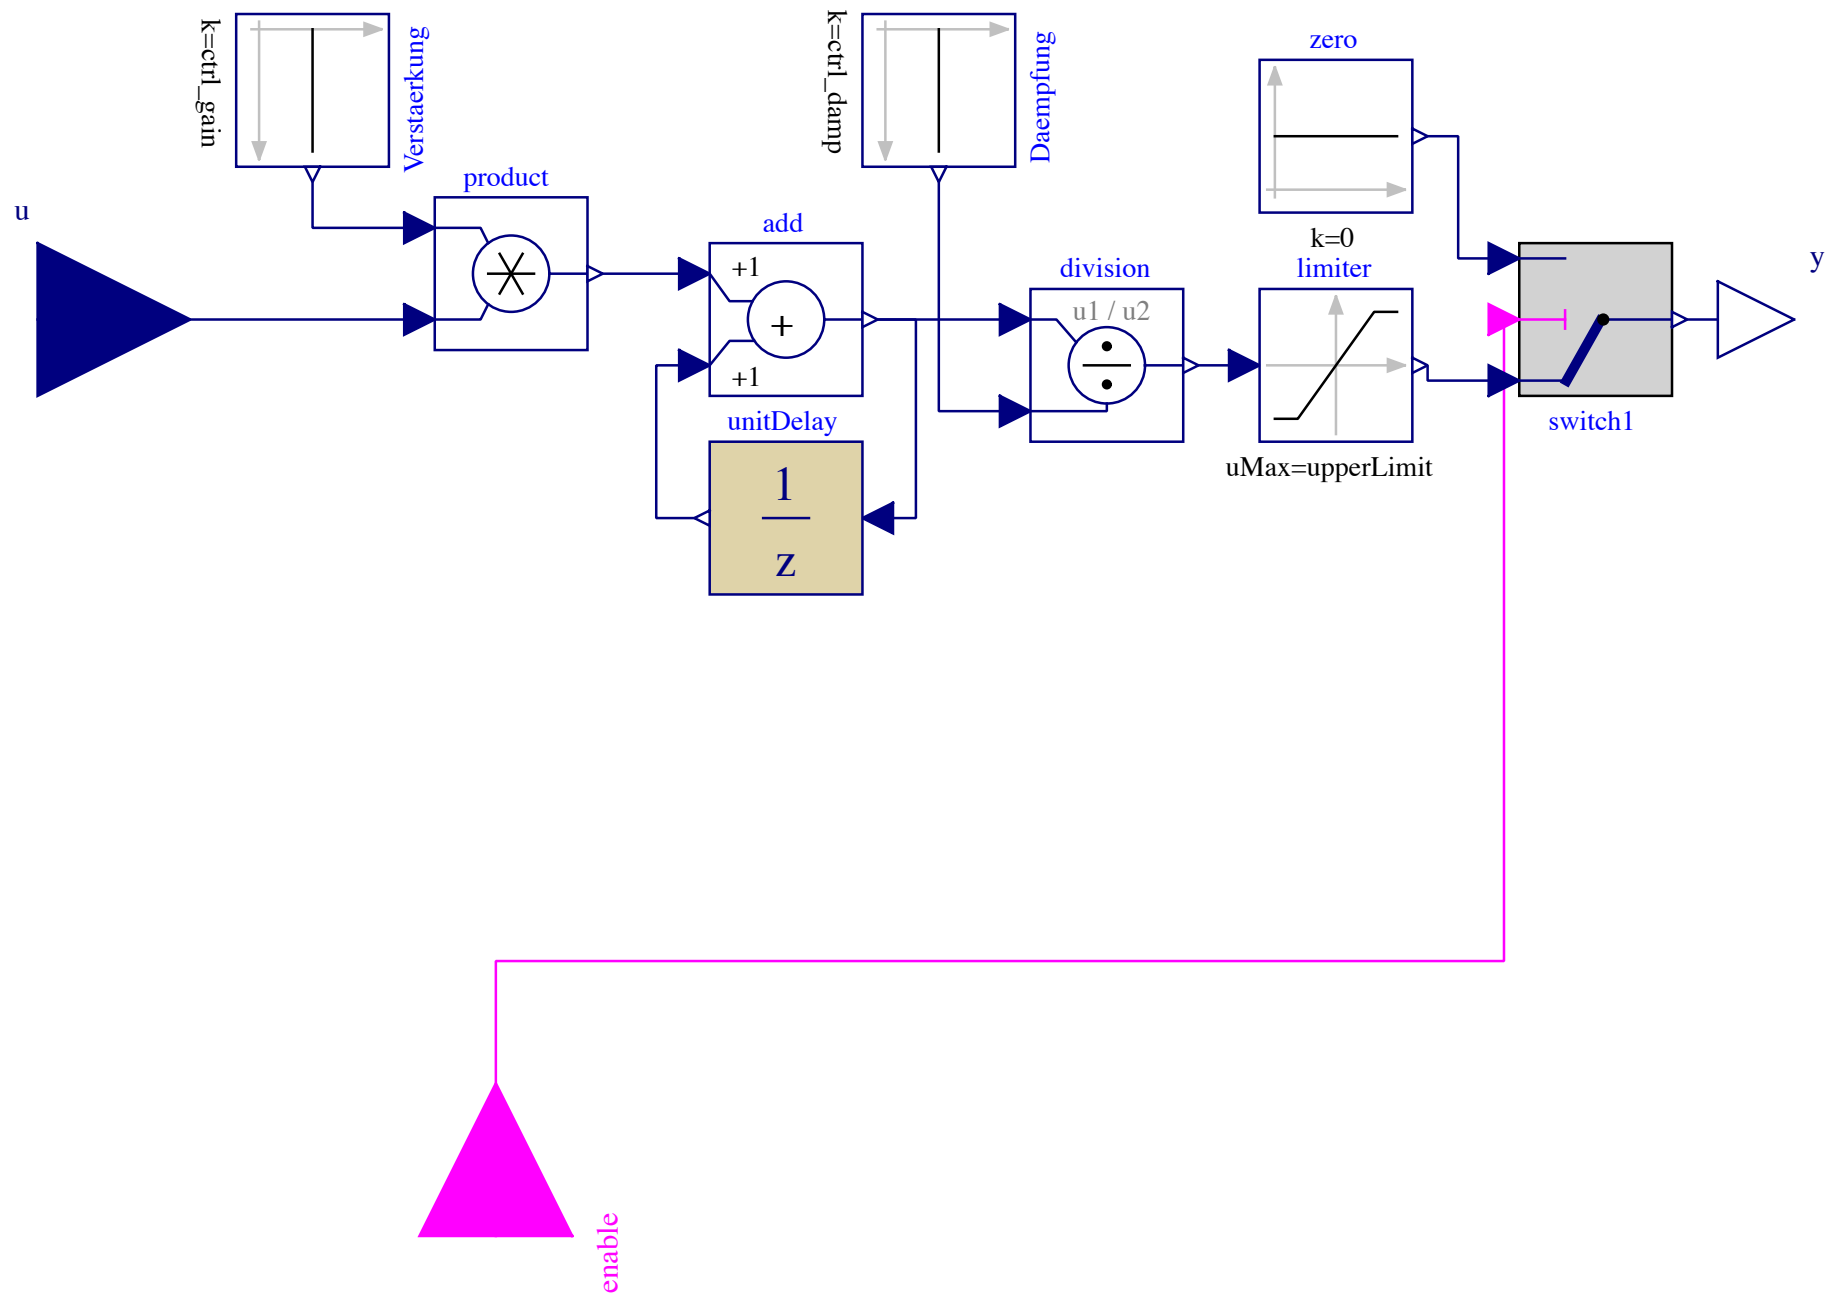 k=ctrl_gain
Verstaerkung
k=ctrl_damp
Daempfung
zero
k=0
u
product
add
+1
+
+1
unitDelay
1
z
division
u1 / u2
limiter
uMax=upperLimit
switch1
y
enable